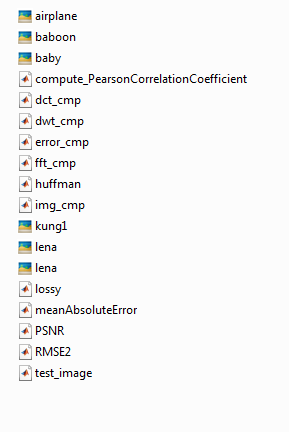 airplane
baboon
baby
compute_PearsonCorrelationCoefficient
dct_cmp
dwt_cmp
error_cmp
fft_cmp
huffman
img_cmp
kung1
lena
lena
lossy
meanAbsoluteError
PSNR
RMSE2
test_image